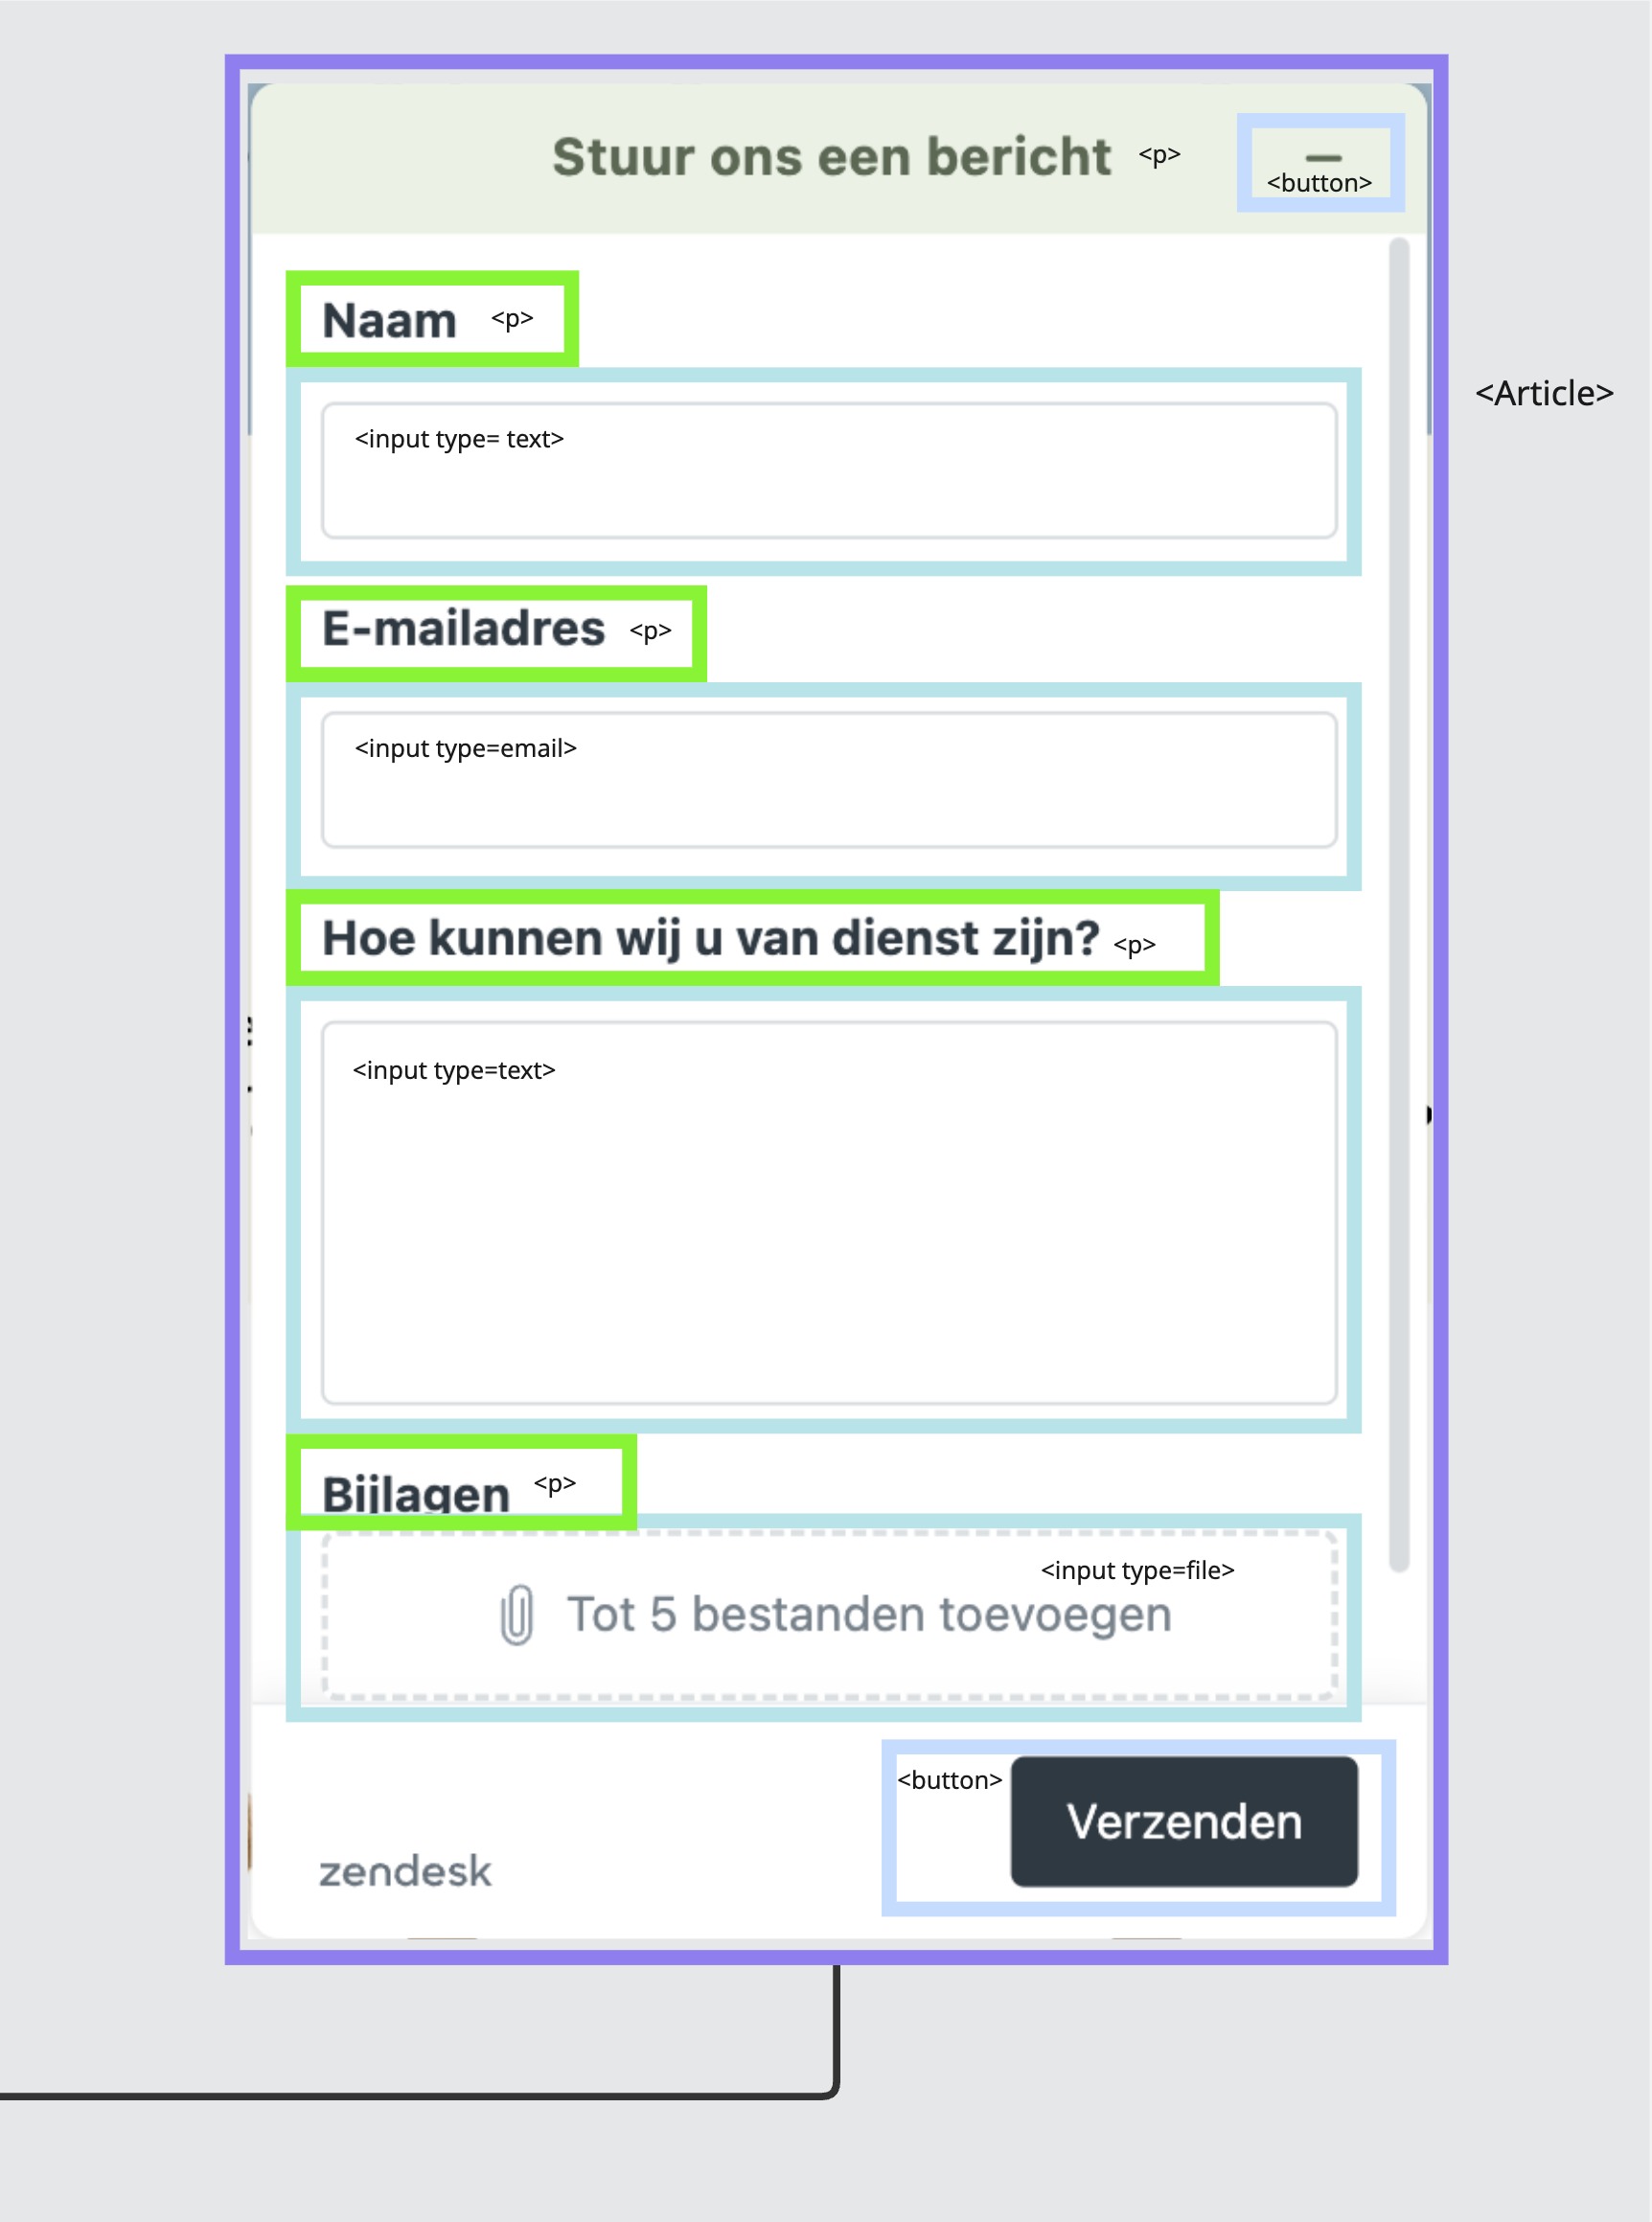 Stuur ons een bericht <p>
<button>
Naam <p>
<Article>
<input type= text>
E-mailadres <p>
<input type=email>
Hoe kunnen wij u van dienst zijn? <p>
<input type=text>
Bijlagen <p>
<input type=file>
Tot 5 bestanden toevoegen
<button>
Verzenden
zendesk